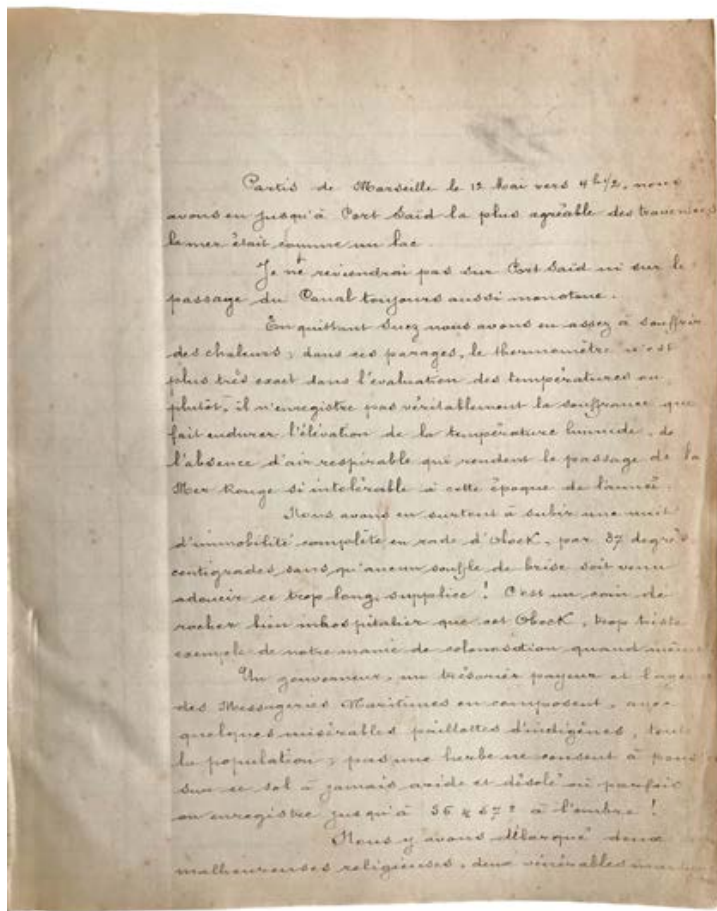 Partis de Marseille le 12 Mai vers 4h1/2, nous
avons eu jusqu'à Port Saïd la plus agréable des traversées
la mer était comme un lac.
Je ne reviendrai pas sur Port Saïd ni sur le
passage du Canal toujours aussi monotone.
En quittant Suez nous avons eu assez à souffrir
des chaleurs ; dans ces parages, le thermomètre n'est
plus très exact dans l'évaluation des températures ou
plutôt, il n'enregistre pas véritablement la souffrance que
fait endurer l'élévation de la température humide, de
l'absence d'air respirable qui rendent le passage de la
Mer Rouge si intolérable à cette époque de l'année.
Nous avons eu surtout à subir une nuit
d'immobilité complète en rade d'Obock, par 37 degrés
centigrades sans qu'aucun souffle de brise soit venu
adoucir ce trop long supplice ! C'est un coin de
rocher bien inhospitalier que cet Obock, trop triste
exemple de notre manie de colonisation quand même
Un gouverneur, un trésorier payeur et l'agent
des Messageries Maritimes en composent, avec
quelques misérables paillottes d'indigènes, toute
la population ; pas une herbe ne consent à
sur ce sol à jamais aride et désolé où parfois
on enregistre jusqu'à à l'ombre !
Nous y avons débarqué deux
malheureuses religieuses, deux vénérables